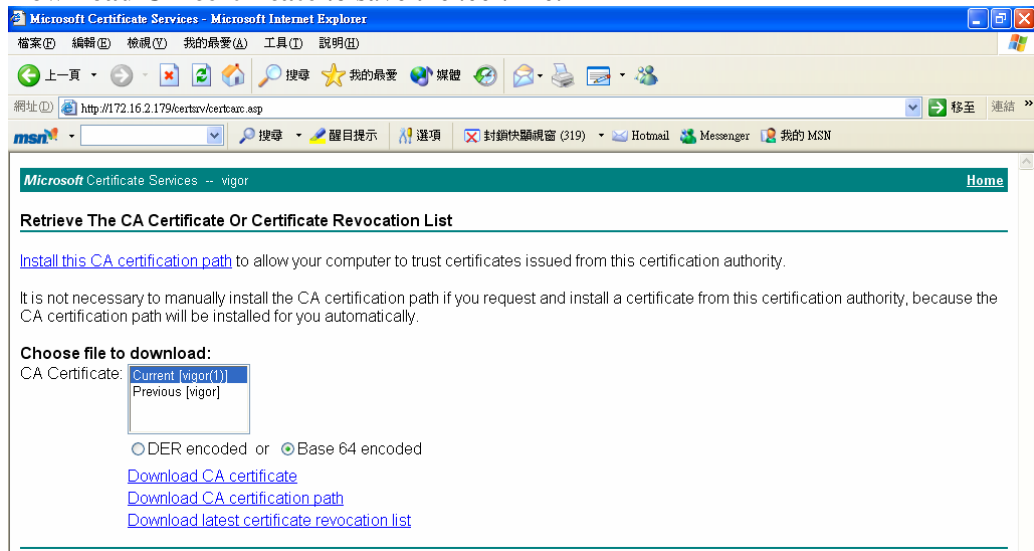 Microsoft Certificate Services - Microsoft Internet Explorer
檔案(F) 編輯(E) 檢視(V) 我的最愛(A) 工具(T) 說明(H)
上一頁 搜尋 我的最愛 媒體
網址(D) http://172.16.2.179/certsrv/certcarc.asp 移至 連結 »
msn 搜尋 醒目提示 選項 封鎖快顯視窗 (319) Hotmail Messenger 我的 MSN
Microsoft Certificate Services -- vigor Home
Retrieve The CA Certificate Or Certificate Revocation List
Install this CA certification path to allow your computer to trust certificates issued from this certification authority.
It is not necessary to manually install the CA certification path if you request and install a certificate from this certification authority, because the
CA certification path will be installed for you automatically.
Choose file to download:
CA Certificate: Current [vigor(1)]
Previous [vigor]
DER encoded or Base 64 encoded
Download CA certificate
Download CA certification path
Download latest certificate revocation list